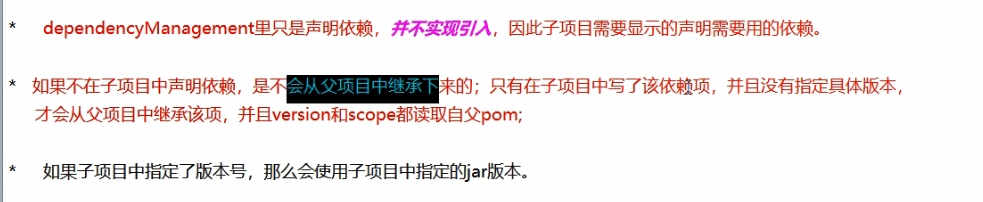 * dependencyManagement里只是声明依赖，并不实现引入，因此子项目需要显示的声明需要用的依赖。
* 如果不在子项目中声明依赖，是不会从父项目中继承下来的；只有在子项目中写了该依赖项，并且没有指定具体版本，
才会从父项目中继承该项，并且version和scope都读取自父pom;
* 如果子项目中指定了版本号，那么会使用子项目中指定的jar版本。